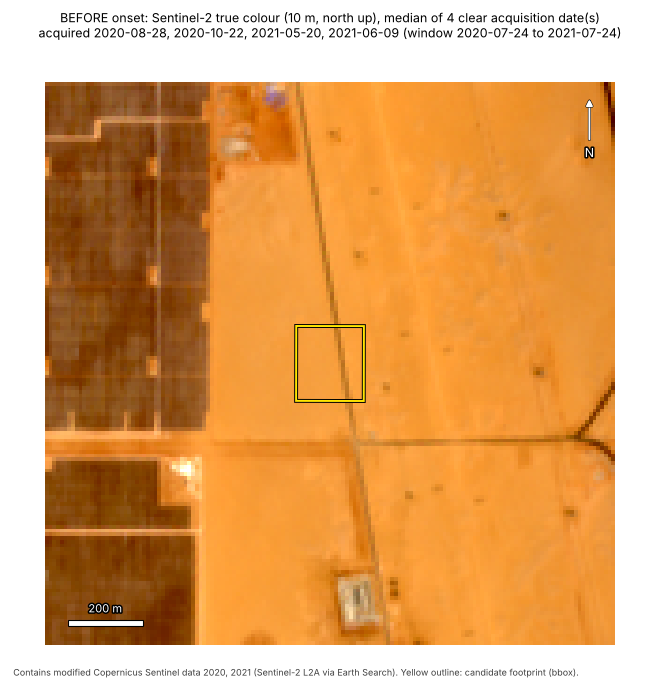 BEFORE onset: Sentinel-2 true colour (10 m, north up), median of 4 clear acquisition date(s)
acquired 2020-08-28, 2020-10-22, 2021-05-20, 2021-06-09 (window 2020-07-24 to 2021-07-24)
N
200 m
Contains modified Copernicus Sentinel data 2020, 2021 (Sentinel-2 L2A via Earth Search). Yellow outline: candidate footprint (bbox).